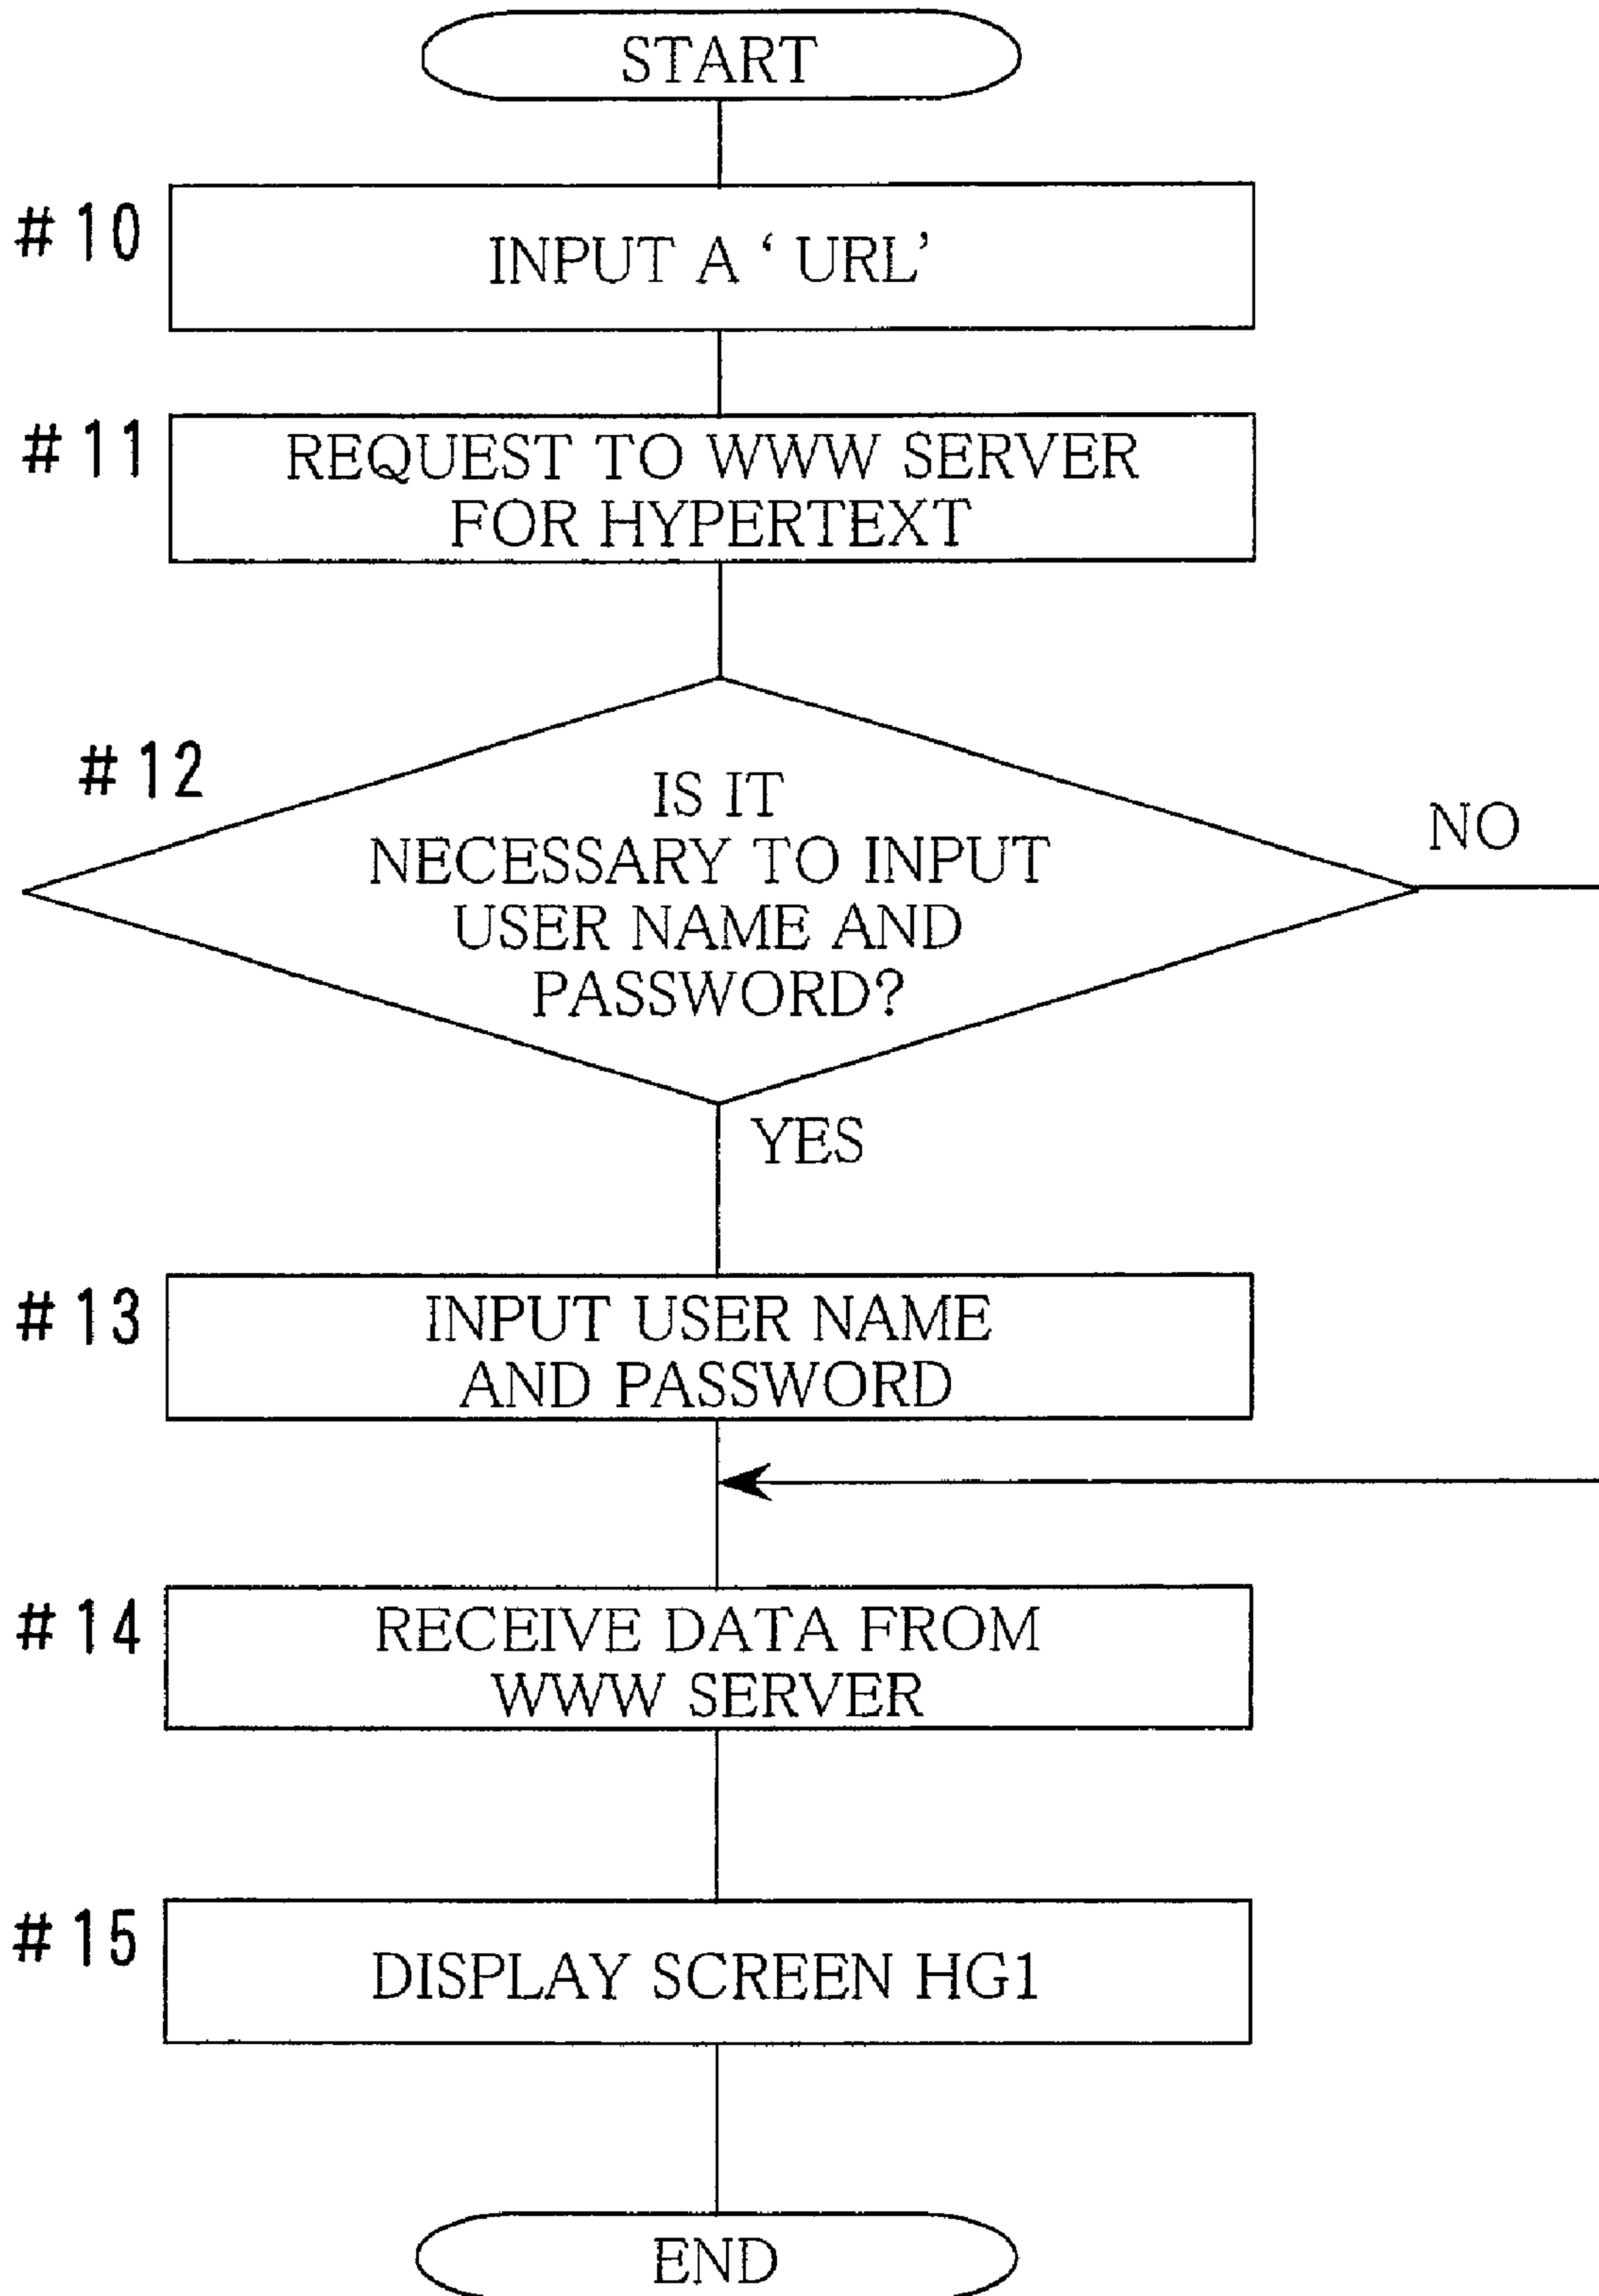 START
#10
INPUT A ‘ URL’
#11
REQUEST TO WWW SERVER
FOR HYPERTEXT
#12
IS IT
NECESSARY TO INPUT
USER NAME AND
PASSWORD?
NO
YES
#13
INPUT USER NAME
AND PASSWORD
#14
RECEIVE DATA FROM
WWW SERVER
#15
DISPLAY SCREEN HG1
END